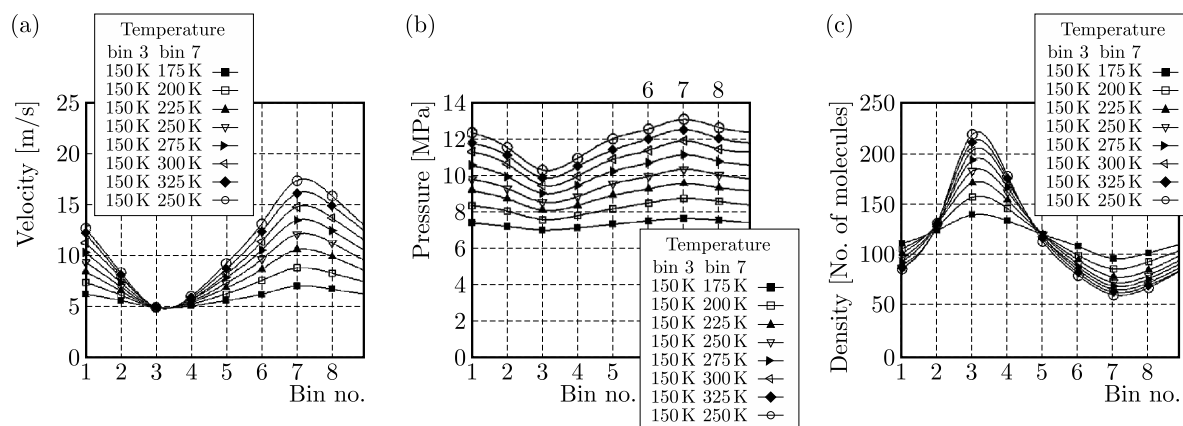 (a)
Temperature
bin 3 bin 7
150 K 175 K
150 K 200 K
150 K 225 K
150 K 250 K
150 K 275 K
150 K 300 K
150 K 325 K
150 K 250 K
Velocity [m/s]
25
20
15
10
5
0
1 2 3 4 5 6 7 8
Bin no.
(b)
6 7 8
Pressure [MPa]
14
12
10
8
6
4
2
0
1 2 3 4 5
Bin no.
Temperature
bin 3 bin 7
150 K 175 K
150 K 200 K
150 K 225 K
150 K 250 K
150 K 275 K
150 K 300 K
150 K 325 K
150 K 250 K
(c)
Temperature
bin 3 bin 7
150 K 175 K
150 K 200 K
150 K 225 K
150 K 250 K
150 K 275 K
150 K 300 K
150 K 325 K
150 K 250 K
Density [No. of molecules]
250
200
150
100
50
1 2 3 4 5 6 7 8
Bin no.